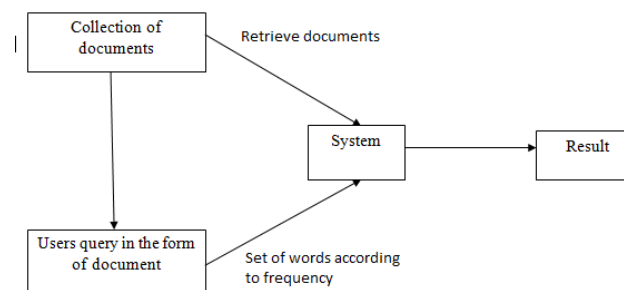 Collection of
documents
Retrieve documents
System
Result
Users query in the form
of document
Set of words according
to frequency